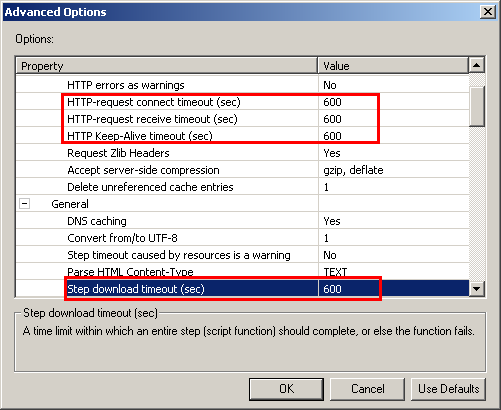 Advanced Options
Options:
Property Value
HTTP errors as warnings No
HTTP-request connect timeout (sec) 600
HTTP-request receive timeout (sec) 600
HTTP Keep-Alive timeout (sec) 600
Request Zlib Headers Yes
Accept server-side compression gzip, deflate
Delete unreferenced cache entries 1
General
DNS caching Yes
Convert from/to UTF-8 1
Step timeout caused by resources is a warning No
Parse HTML Content-Type TEXT
Step download timeout (sec) 600
Step download timeout (sec)
A time limit within which an entire step (script function) should complete, or else the function fails.
OK Cancel Use Defaults